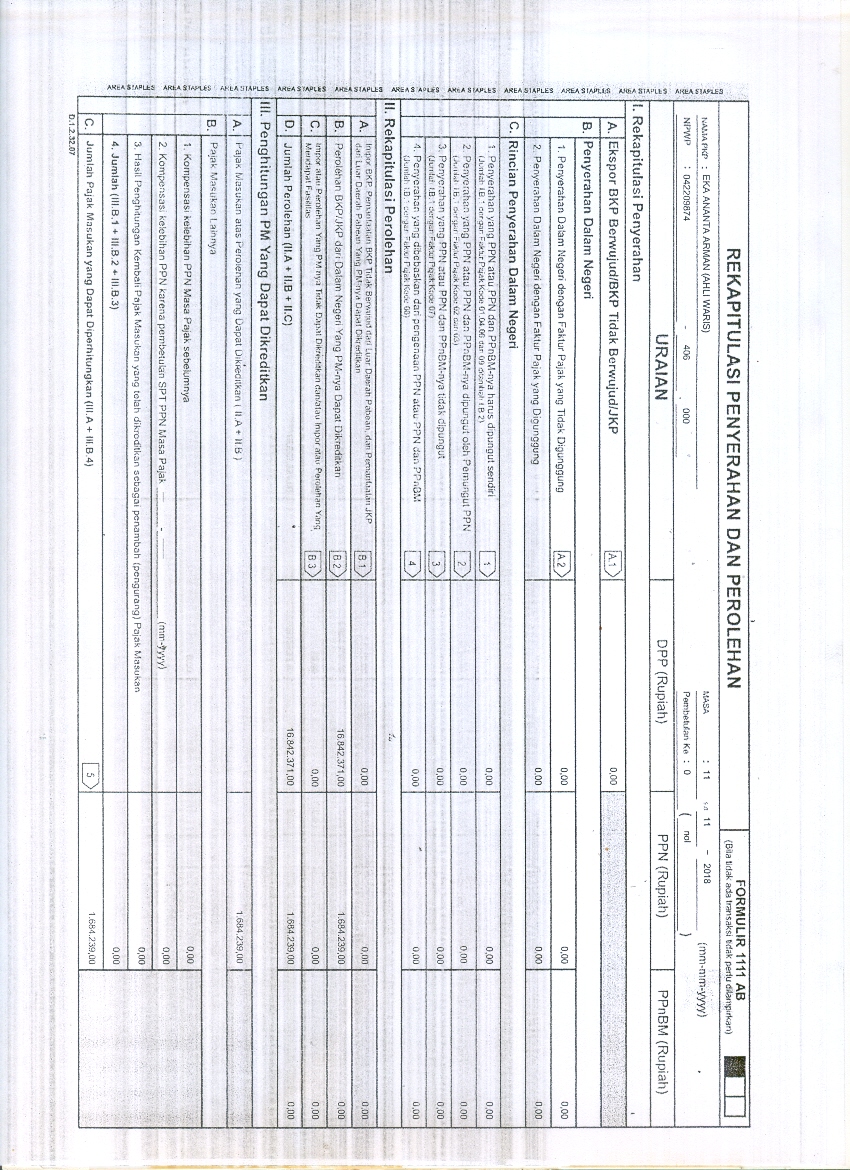 AREA STAPLES AREA STAPLES AREA STAPLES AREA STAPLES AREA STAPLES AREA STAPLES AREA STAPLES AREA STAPLES AREA STAPLES AREA STAPLES AREA STAPLES
REKAPITULASI PENYERAHAN DAN PEROLEHAN
FORMULIR 1111 AB
(Bila tidak ada transaksi tidak perlu dilampirkan)
NAMA PKP : EKA ANANTA ARMAN (AHLI WARIS)
MASA : 11 s.d 11 - 2018 (mm-mm-yyyy)
NPWP : 042209874 - 406 000
Pembetulan Ke : 0 ( nol )
URAIAN DPP (Rupiah) PPN (Rupiah) PPnBM (Rupiah)
I. Rekapitulasi Penyerahan
A. Ekspor BKP Berwujud/BKP Tidak Berwujud/JKP A.1 0,00
B. Penyerahan Dalam Negeri
1. Penyerahan Dalam Negeri dengan Faktur Pajak yang Tidak Digunggung A.2 0,00 0,00 0,00
2. Penyerahan Dalam Negeri dengan Faktur Pajak yang Digunggung 0,00 0,00 0,00
C. Rincian Penyerahan Dalam Negeri
1. Penyerahan yang PPN atau PPN dan PPnBM-nya harus dipungut sendiri 1 0,00 0,00 0,00
(Jumlah I.B.1 dengan Faktur Pajak Kode 01,04,06 dan 09 ditambah I.B.2)
2. Penyerahan yang PPN atau PPN dan PPnBM-nya dipungut oleh Pemungut PPN 2 0,00 0,00 0,00
(Jumlah I.B.1 dengan Faktur Pajak Kode 02 dan 03)
3. Penyerahan yang PPN atau PPN dan PPnBM-nya tidak dipungut 3 0,00 0,00 0,00
(Jumlah I.B.1 dengan Faktur Pajak Kode 07)
4. Penyerahan yang dibebaskan dari pengenaan PPN atau PPN dan PPnBM 4 0,00 0,00 0,00
(Jumlah I.B.1 dengan Faktur Pajak Kode 08)
II. Rekapitulasi Perolehan
A. Impor BKP, Pemanfaatan BKP Tidak Berwujud dari Luar Daerah Pabean, dan Pemanfaatan JKP
dari Luar Daerah Pabean Yang PM-nya Dapat Dikreditkan B.1 0,00 0,00 0,00
B. Perolehan BKP/JKP dari Dalam Negeri Yang PM-nya Dapat Dikreditkan B.2 16.842.371,00 1.684.239,00 0,00
C. Impor atau Perolehan Yang PM-nya Tidak Dapat Dikreditkan dan/atau Impor atau Perolehan Yang
Mendapat Fasilitas B.3 0,00 0,00 0,00
D. Jumlah Perolehan (II.A + II.B + II.C) 16.842.371,00 1.684.239,00 0,00
III. Penghitungan PM Yang Dapat Dikreditkan
A. Pajak Masukan atas Perolehan yang Dapat Dikreditkan ( II.A + II.B ) 1.684.239,00
B. Pajak Masukan Lainnya
1. Kompensasi kelebihan PPN Masa Pajak sebelumnya 0,00
2. Kompensasi kelebihan PPN karena pembetulan SPT PPN Masa Pajak - (mm-yyyy) 0,00
3. Hasil Penghitungan Kembali Pajak Masukan yang telah dikreditkan sebagai penambah (pengurang) Pajak Masukan 0,00
4. Jumlah (III.B.1 + III.B.2 + III.B.3) 0,00
C. Jumlah Pajak Masukan yang Dapat Diperhitungkan (III.A + III.B.4) 5 1.684.239,00
D.1.2.32.07